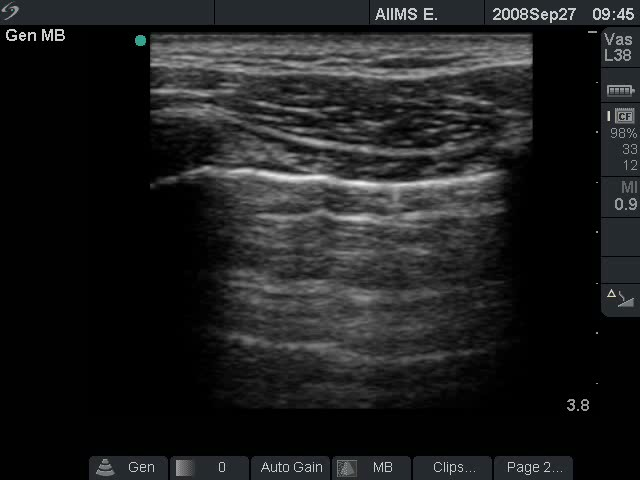 AIIMS E.
2008Sep27 09:45
Gen MB
Vas
L38
CF
98%
33
12
MI
0.9
3.8
Gen
0
Auto Gain
MB
Clips...
Page 2...